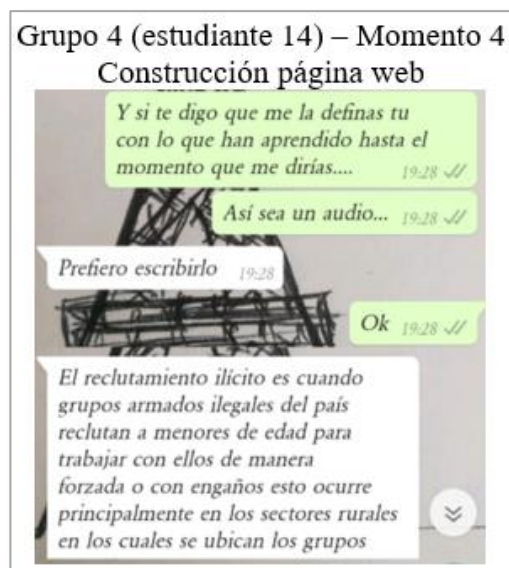 Grupo 4 (estudiante 14) – Momento 4
Construcción página web
Y si te digo que me la definas tu
con lo que han aprendido hasta el
momento que me dirías....
19:28
Así sea un audio...
19:28
Prefiero escribirlo
19:28
Ok
19:28
El reclutamiento ilícito es cuando
grupos armados ilegales del país
reclutan a menores de edad para
trabajar con ellos de manera
forzada o con engaños esto ocurre
principalmente en los sectores rurales
en los cuales se ubican los grupos